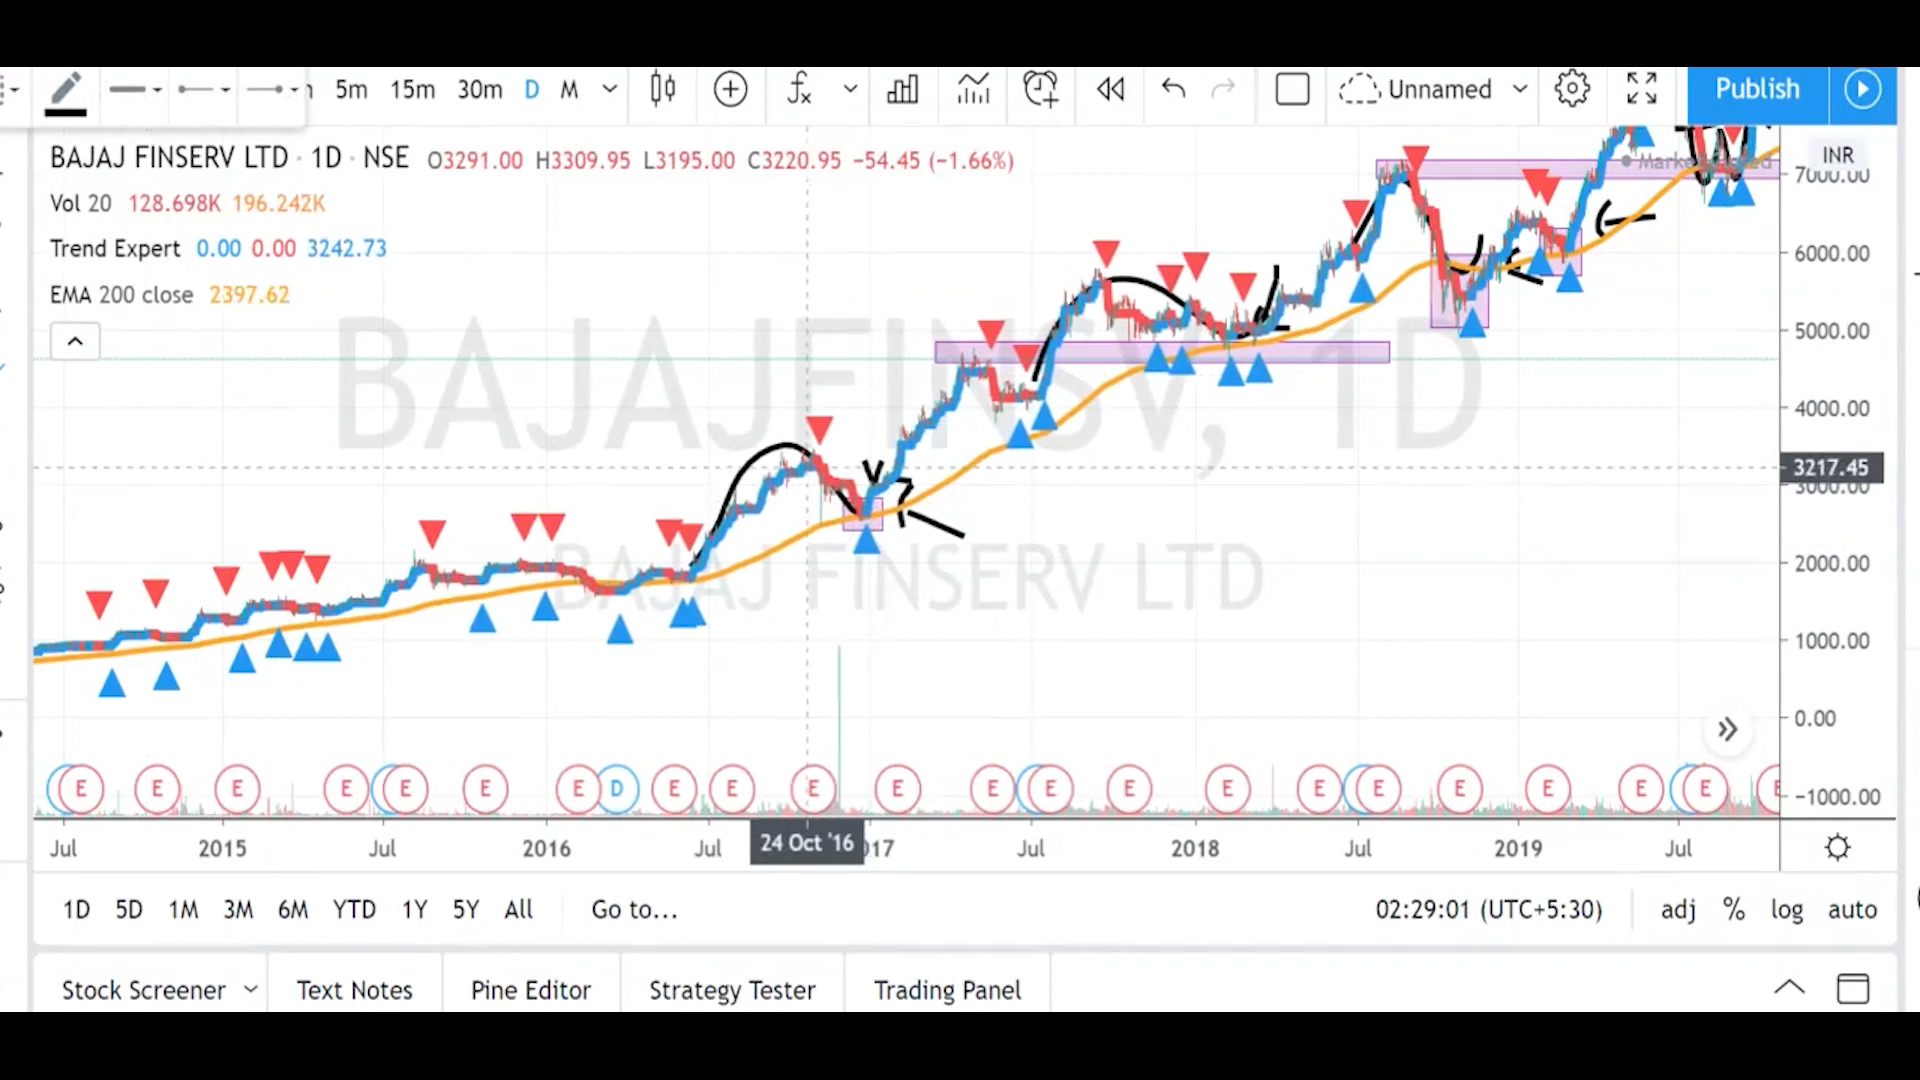 5m 15m 30m D M Unnamed Publish
BAJAJ FINSERV LTD · 1D · NSE O3291.00 H3309.95 L3195.00 C3220.95 −54.45 (−1.66%)
INR
7000.00
Vol 20 128.698K 196.242K
Trend Expert 0.00 0.00 3242.73
6000.00
EMA 200 close 2397.62
5000.00
BAJAJFINSV, 1D
4000.00
3217.45
3000.00
BAJAJ FINSERV LTD
2000.00
1000.00
0.00
E E E E E E E D E E E E E E E E E E E E E E
−1000.00
Jul 2015 Jul 2016 Jul 24 Oct '16 Jul 2018 Jul 2019 Jul
1D 5D 1M 3M 6M YTD 1Y 5Y All Go to... 02:29:01 (UTC+5:30) adj % log auto
Stock Screener Text Notes Pine Editor Strategy Tester Trading Panel